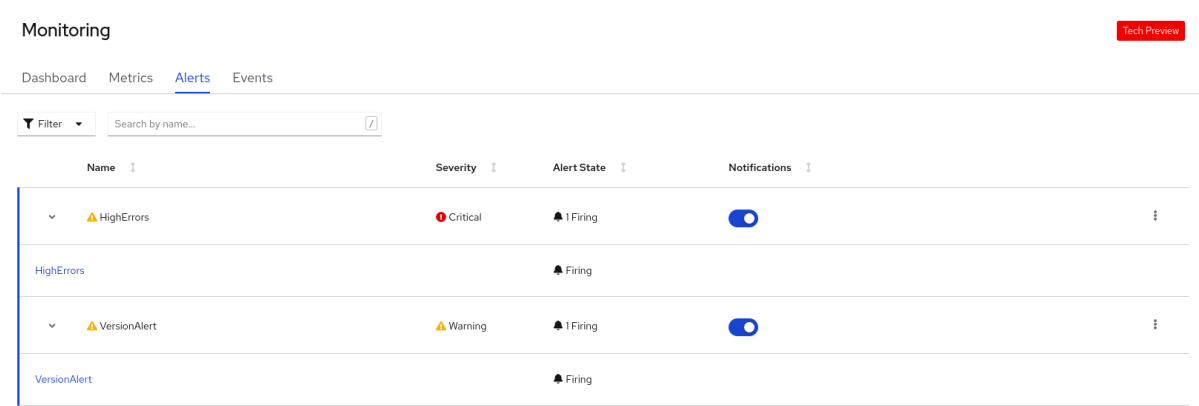 Monitoring
Tech Preview
Dashboard Metrics Alerts Events
Filter Search by name... /
Name Severity Alert State Notifications
HighErrors Critical 1 Firing
HighErrors Firing
VersionAlert Warning 1 Firing
VersionAlert Firing